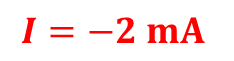 I = −2 mA